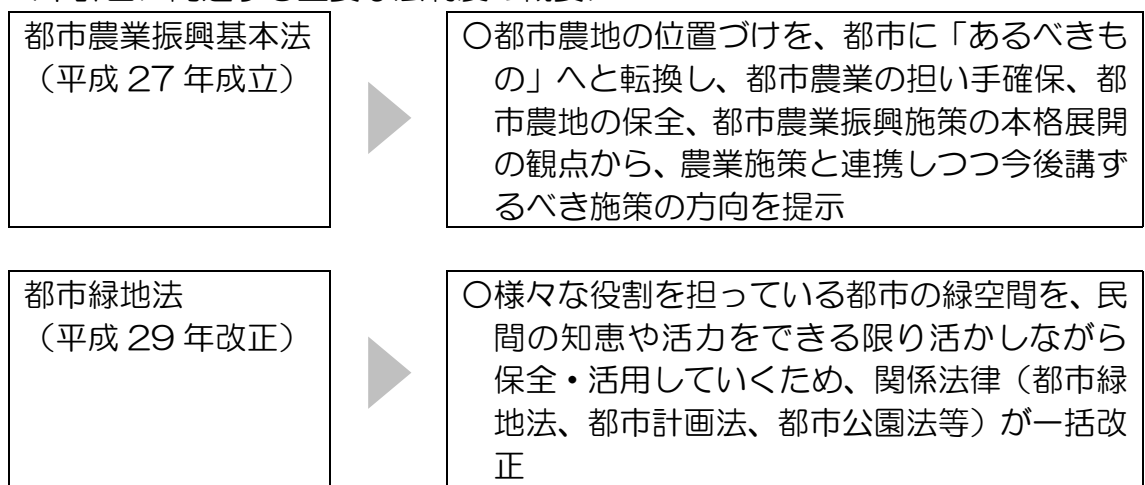 都市農業振興基本法
（平成 27 年成立）
〇都市農地の位置づけを、都市に「あるべきも
の」へと転換し、都市農業の担い手確保、都
市農地の保全、都市農業振興施策の本格展開
の観点から、農業施策と連携しつつ今後講ず
るべき施策の方向を提示
都市緑地法
（平成 29 年改正）
〇様々な役割を担っている都市の緑空間を、民
間の知恵や活力をできる限り活かしながら
保全・活用していくため、関係法律（都市緑
地法、都市計画法、都市公園法等）が一括改
正